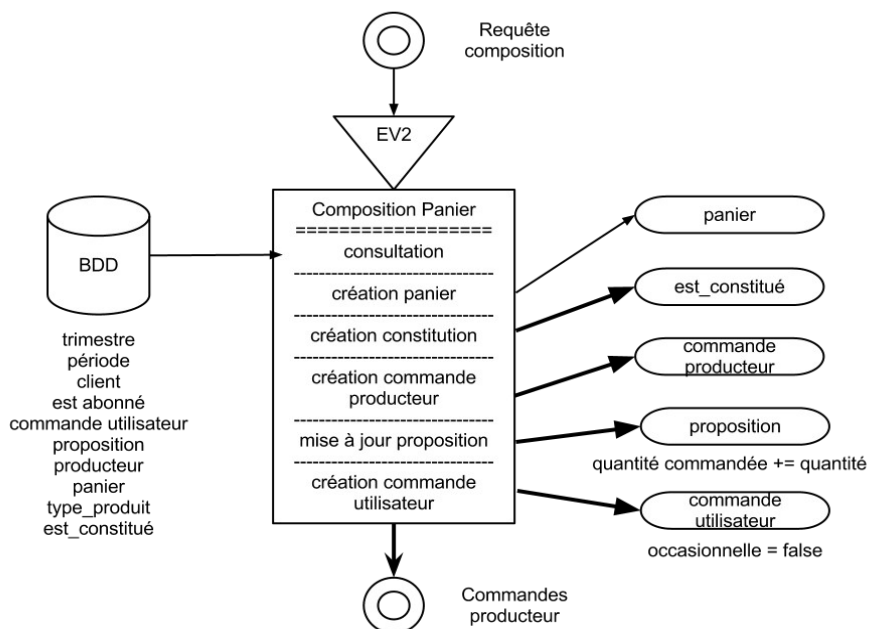 Requête
composition
EV2
Composition Panier
==================
consultation
--------------------------
création panier
--------------------------
création constitution
--------------------------
création commande
producteur
--------------------------
mise à jour proposition
--------------------------
création commande
utilisateur
BDD
trimestre
période
client
est abonné
commande utilisateur
proposition
producteur
panier
type_produit
est_constitué
panier
est_constitué
commande
producteur
proposition
quantité commandée += quantité
commande
utilisateur
occasionnelle = false
Commandes
producteur